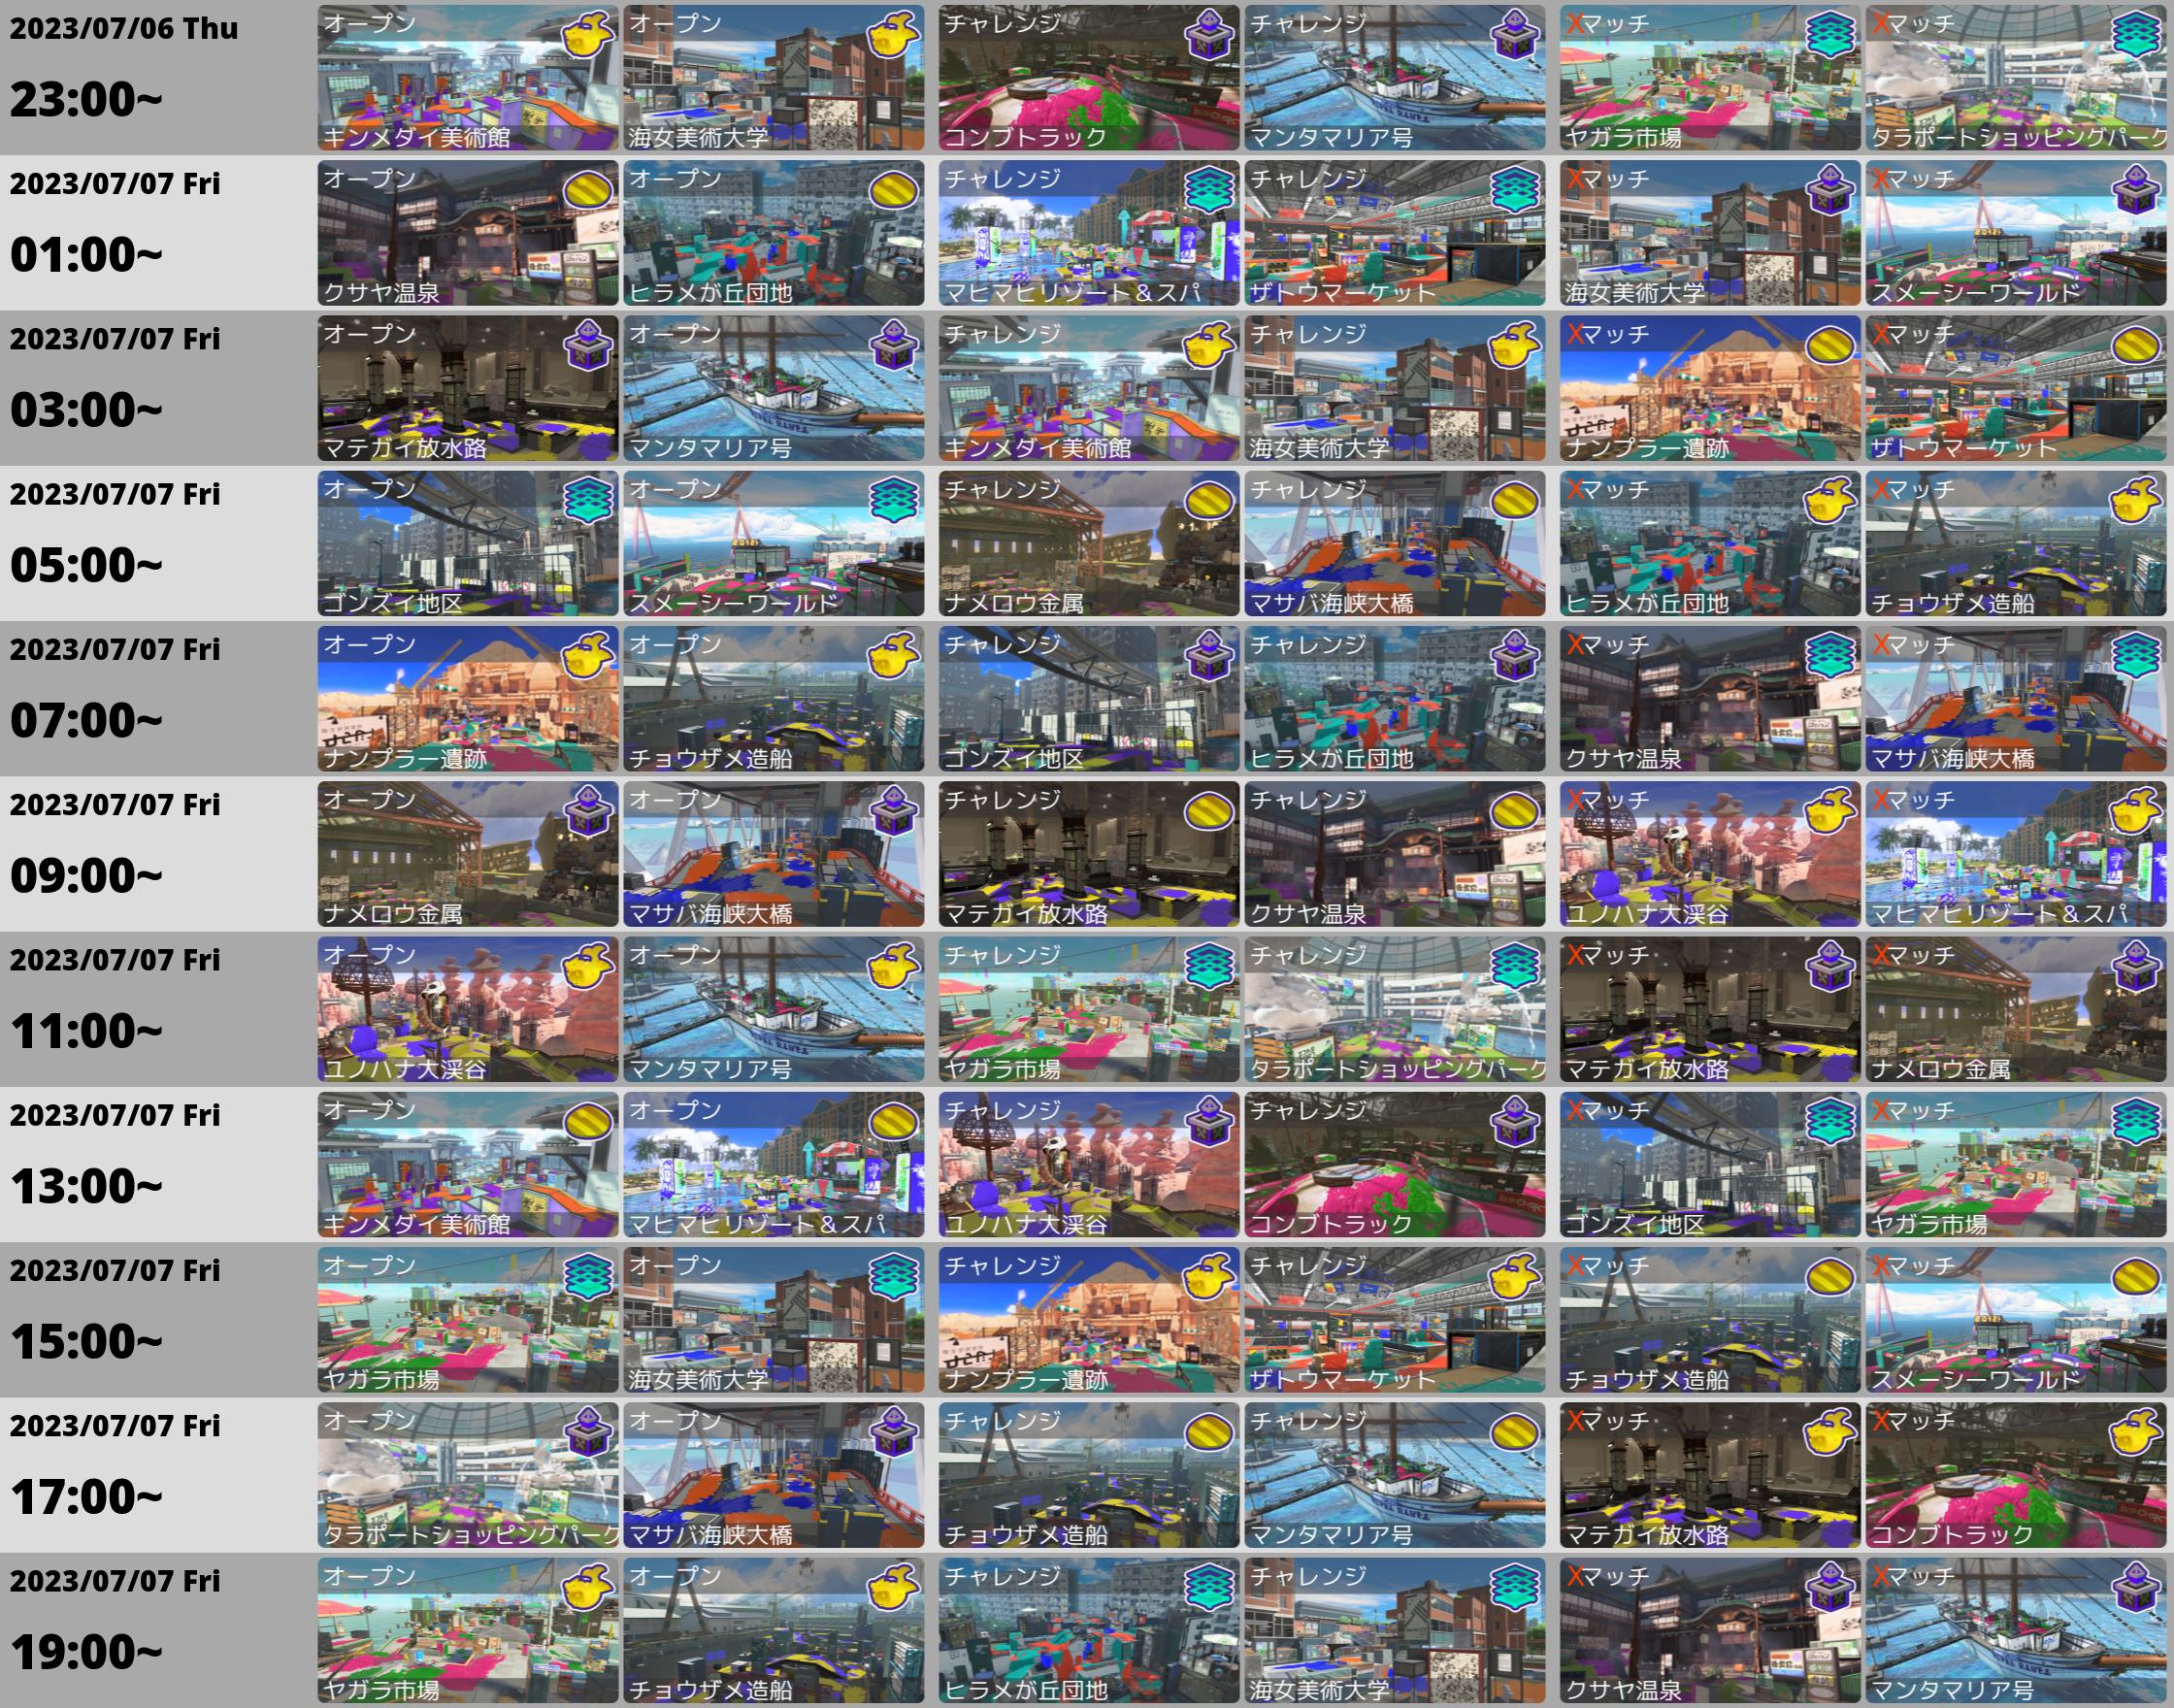 2023/07/06 Thu
23:00~
オープン オープン チャレンジ チャレンジ Xマッチ Xマッチ
キンメダイ美術館 海女美術大学 コンブトラック マンタマリア号 ヤガラ市場 タラポートショッピングパーク
2023/07/07 Fri
01:00~
オープン オープン チャレンジ チャレンジ Xマッチ Xマッチ
クサヤ温泉 ヒラメが丘団地 マヒマヒリゾート＆スパ ザトウマーケット 海女美術大学 スメーシーワールド
2023/07/07 Fri
03:00~
オープン オープン チャレンジ チャレンジ Xマッチ Xマッチ
マテガイ放水路 マンタマリア号 キンメダイ美術館 海女美術大学 ナンプラー遺跡 ザトウマーケット
2023/07/07 Fri
05:00~
オープン オープン チャレンジ チャレンジ Xマッチ Xマッチ
ゴンズイ地区 スメーシーワールド ナメロウ金属 マサバ海峡大橋 ヒラメが丘団地 チョウザメ造船
2023/07/07 Fri
07:00~
オープン オープン チャレンジ チャレンジ Xマッチ Xマッチ
ナンプラー遺跡 チョウザメ造船 ゴンズイ地区 ヒラメが丘団地 クサヤ温泉 マサバ海峡大橋
2023/07/07 Fri
09:00~
オープン オープン チャレンジ チャレンジ Xマッチ Xマッチ
ナメロウ金属 マサバ海峡大橋 マテガイ放水路 クサヤ温泉 ユノハナ大渓谷 マヒマヒリゾート＆スパ
2023/07/07 Fri
11:00~
オープン オープン チャレンジ チャレンジ Xマッチ Xマッチ
ユノハナ大渓谷 マンタマリア号 ヤガラ市場 タラポートショッピングパーク マテガイ放水路 ナメロウ金属
2023/07/07 Fri
13:00~
オープン オープン チャレンジ チャレンジ Xマッチ Xマッチ
キンメダイ美術館 マヒマヒリゾート＆スパ ユノハナ大渓谷 コンブトラック ゴンズイ地区 ヤガラ市場
2023/07/07 Fri
15:00~
オープン オープン チャレンジ チャレンジ Xマッチ Xマッチ
ヤガラ市場 海女美術大学 ナンプラー遺跡 ザトウマーケット チョウザメ造船 スメーシーワールド
2023/07/07 Fri
17:00~
オープン オープン チャレンジ チャレンジ Xマッチ Xマッチ
タラポートショッピングパーク マサバ海峡大橋 チョウザメ造船 マンタマリア号 マテガイ放水路 コンブトラック
2023/07/07 Fri
19:00~
オープン オープン チャレンジ チャレンジ Xマッチ Xマッチ
ヤガラ市場 チョウザメ造船 ヒラメが丘団地 海女美術大学 クサヤ温泉 マンタマリア号